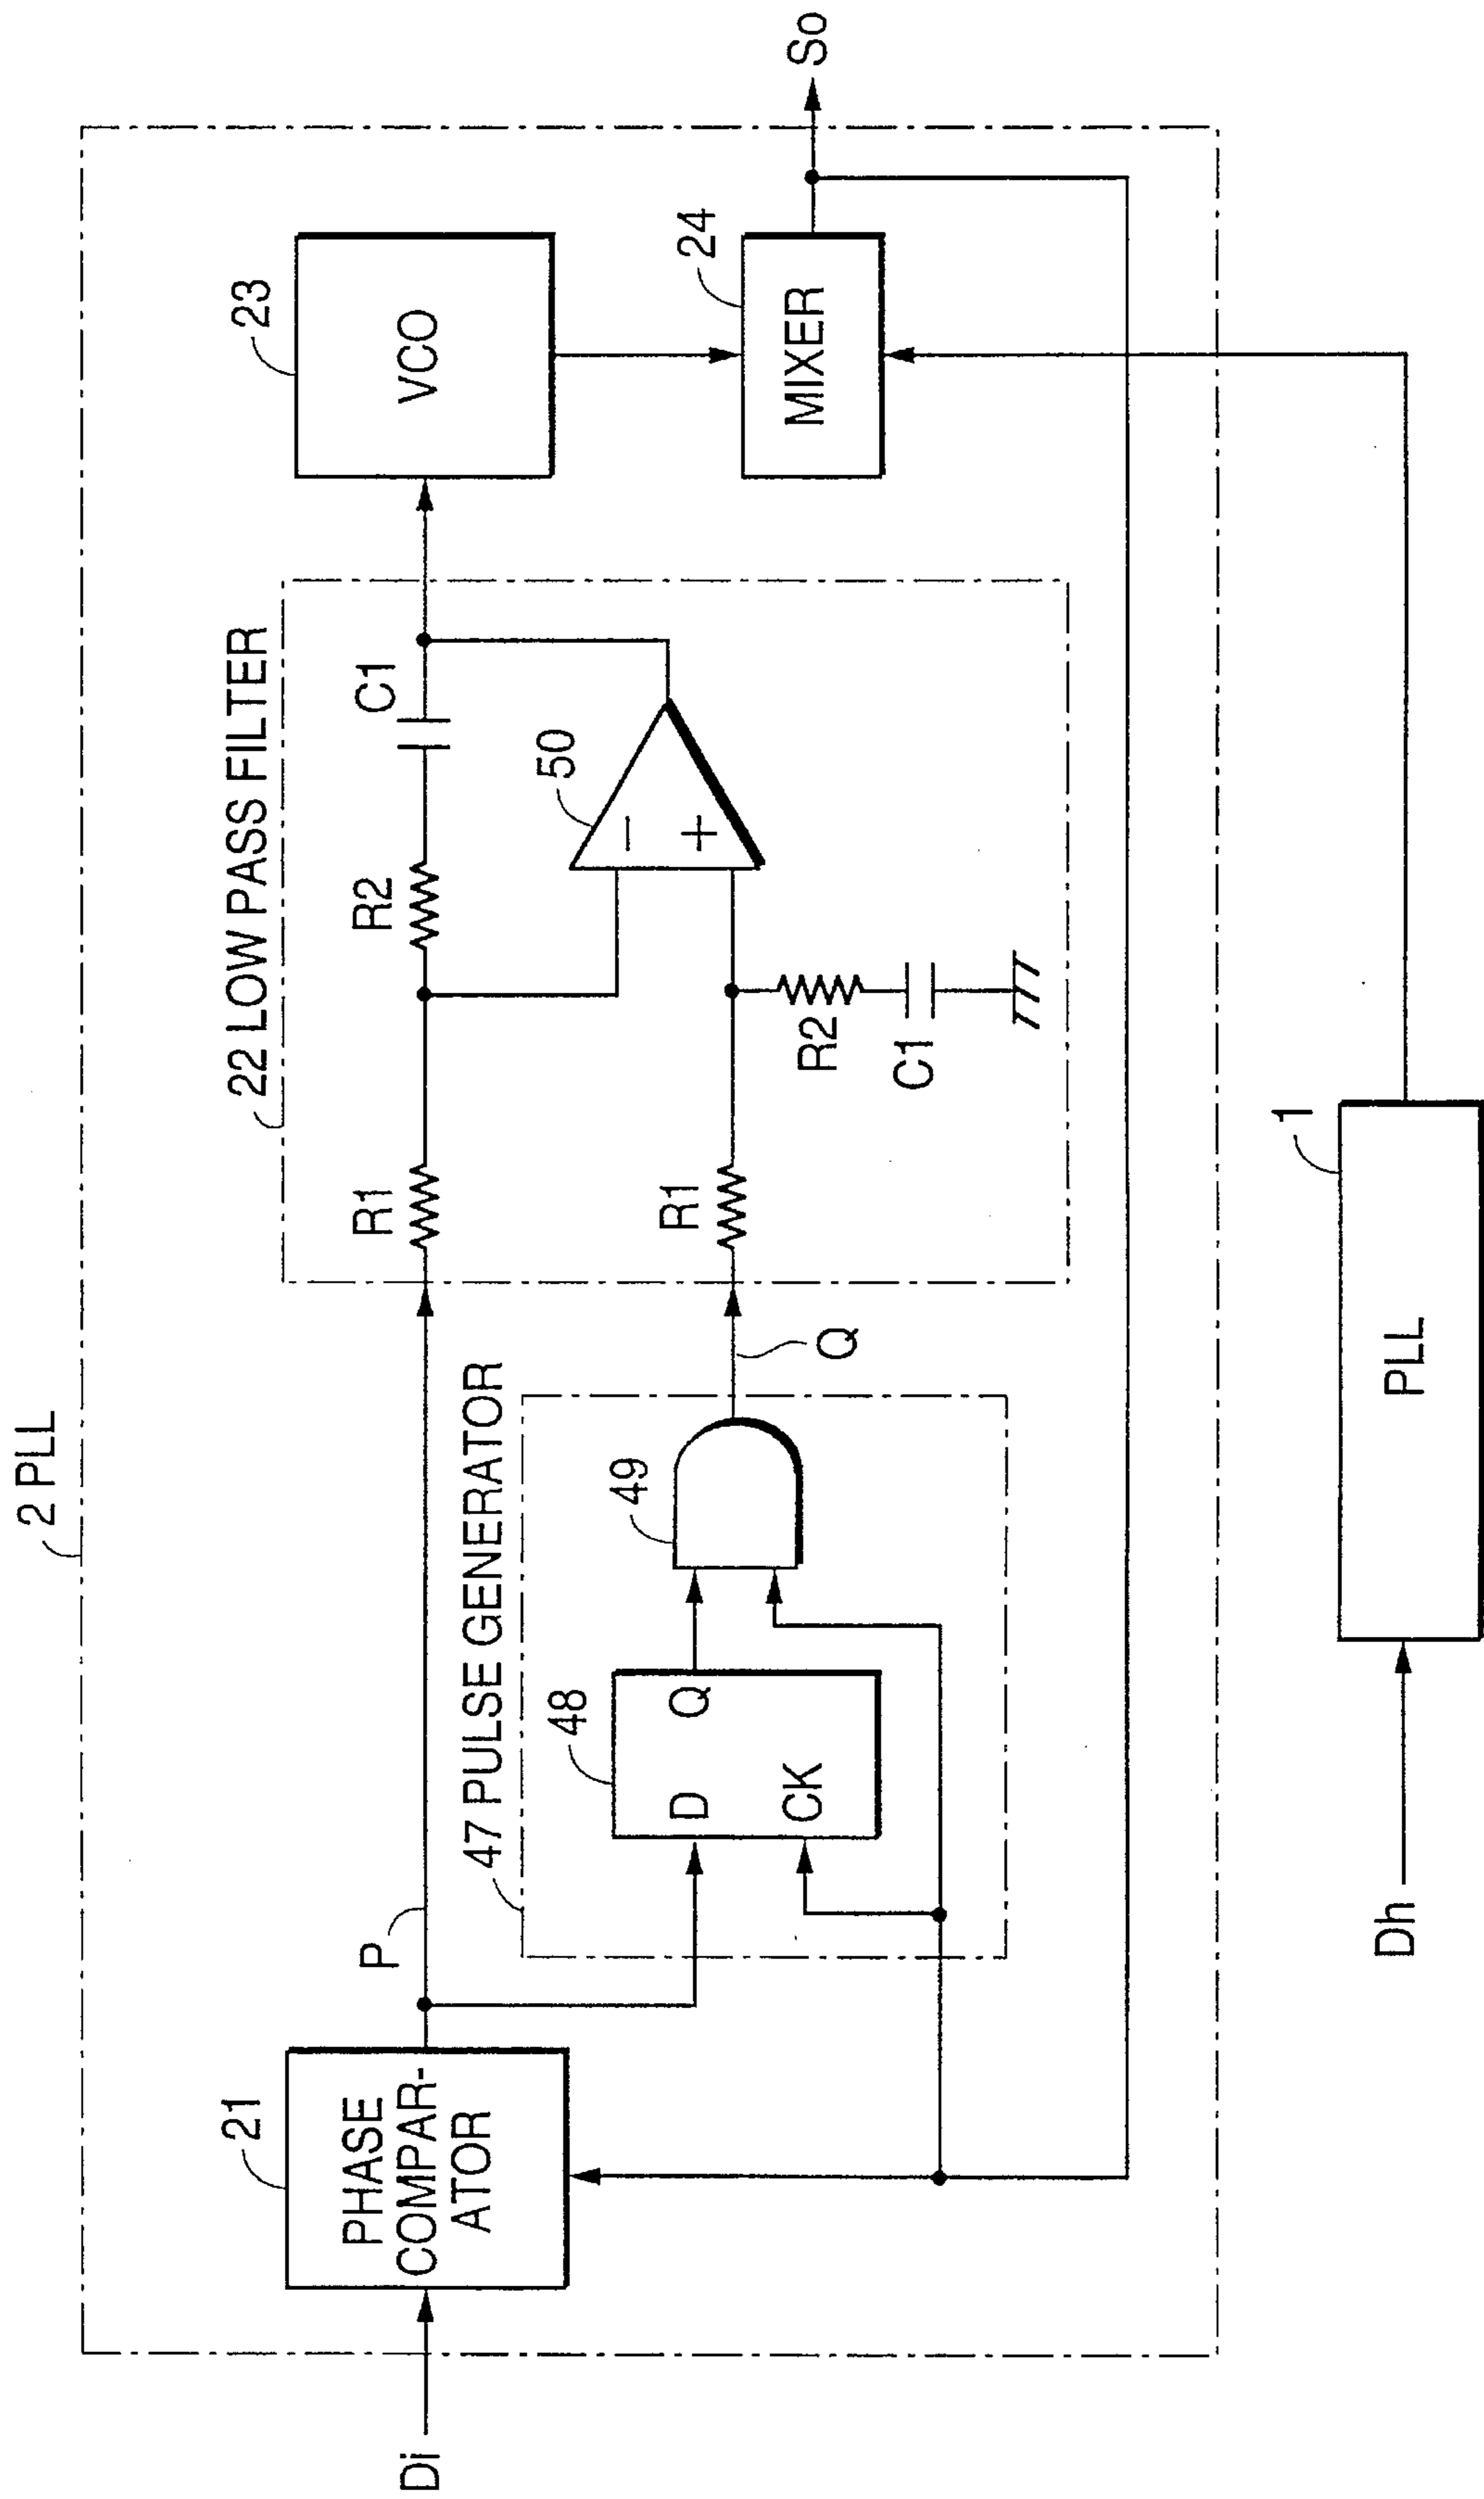 2 PLL
21
PHASE
COMPAR-
ATOR
Di
P
47 PULSE GENERATOR
48
D
Q
CK
49
Q
22 LOW PASS FILTER
R1
R2
C1
50
−
+
R1
R2
C1
23
VCO
24
MIXER
So
1
PLL
Dh